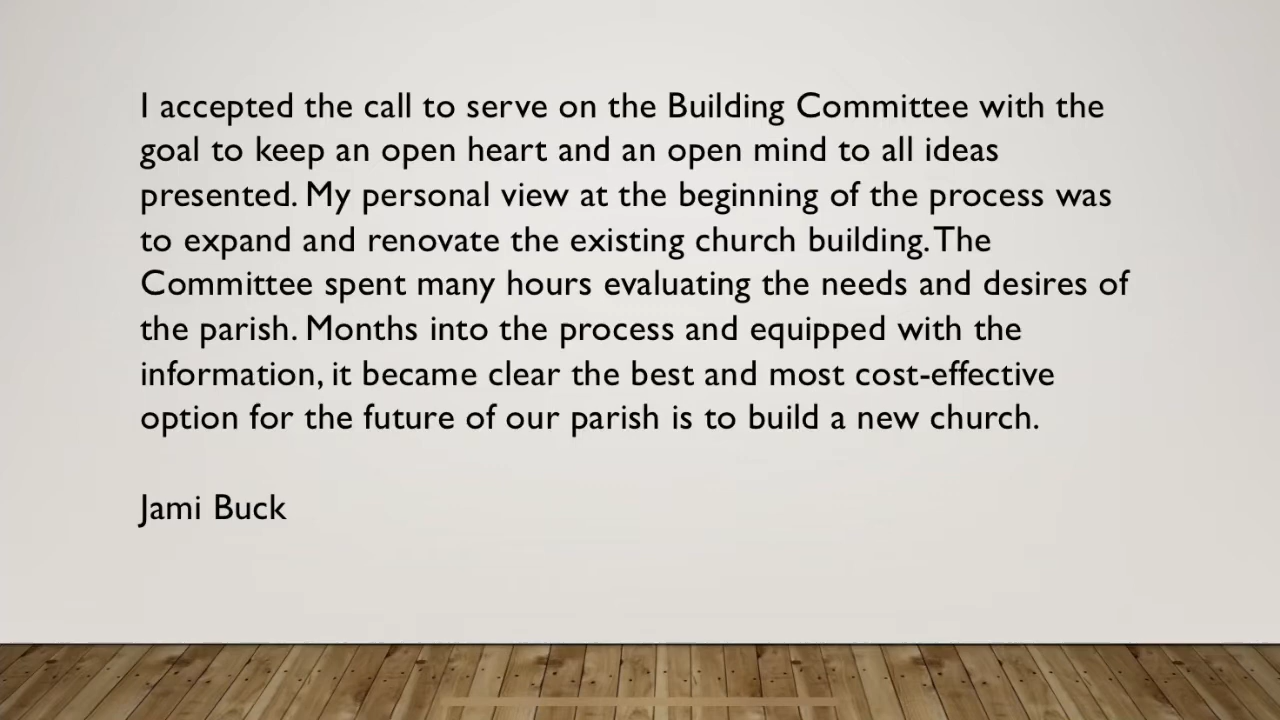 I accepted the call to serve on the Building Committee with the
goal to keep an open heart and an open mind to all ideas
presented. My personal view at the beginning of the process was
to expand and renovate the existing church building. The
Committee spent many hours evaluating the needs and desires of
the parish. Months into the process and equipped with the
information, it became clear the best and most cost-effective
option for the future of our parish is to build a new church.
Jami Buck